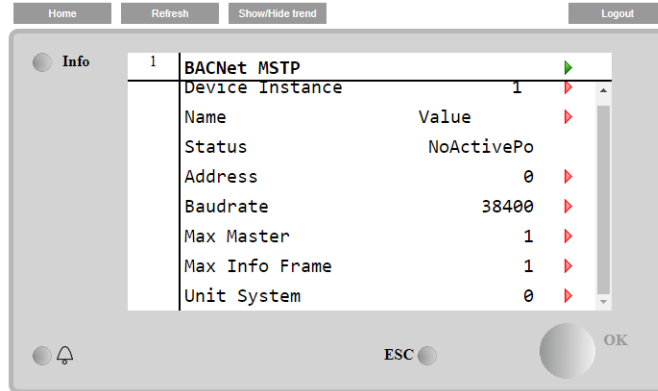 Home Refresh Show/Hide trend Logout
Info
1 BACNet MSTP
Device Instance 1
Name Value
Status NoActivePo
Address 0
Baudrate 38400
Max Master 1
Max Info Frame 1
Unit System 0
ESC OK